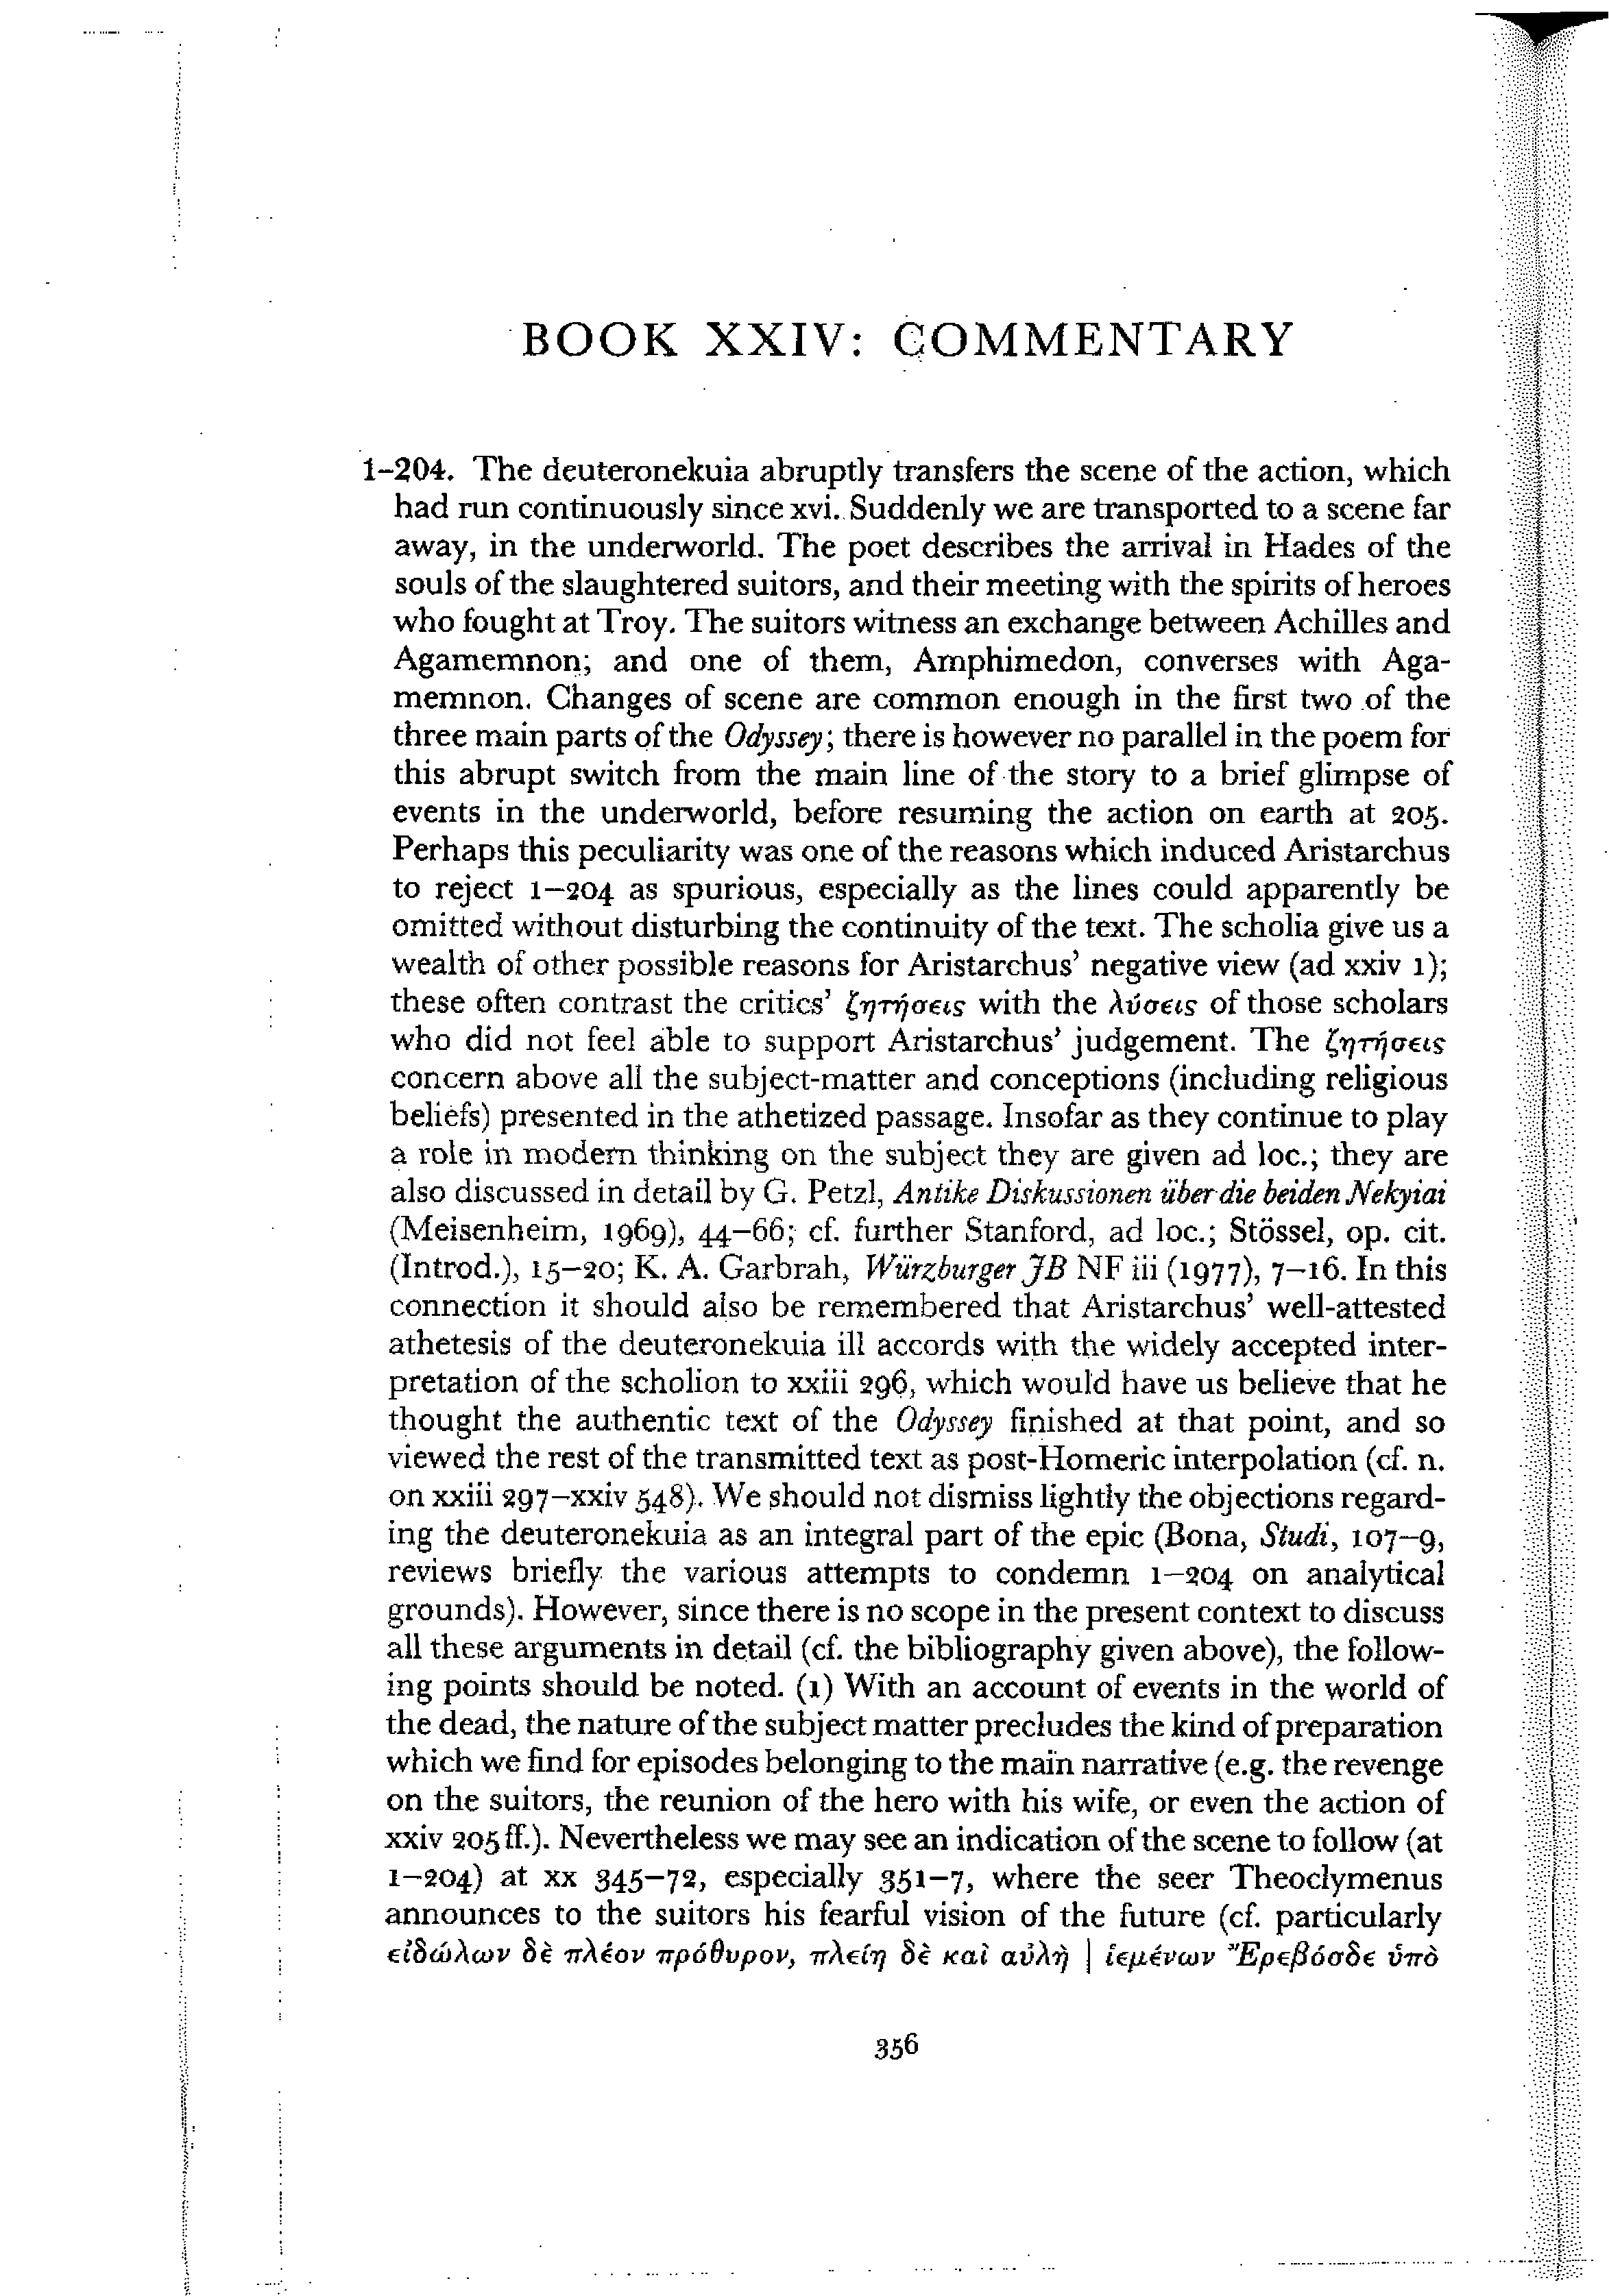 BOOK XXIV: COMMENTARY
1–204. The deuteronekuia abruptly transfers the scene of the action, which
had run continuously since xvi. Suddenly we are transported to a scene far
away, in the underworld. The poet describes the arrival in Hades of the
souls of the slaughtered suitors, and their meeting with the spirits of heroes
who fought at Troy. The suitors witness an exchange between Achilles and
Agamemnon; and one of them, Amphimedon, converses with Aga-
memnon. Changes of scene are common enough in the first two of the
three main parts of the Odyssey; there is however no parallel in the poem for
this abrupt switch from the main line of the story to a brief glimpse of
events in the underworld, before resuming the action on earth at 205.
Perhaps this peculiarity was one of the reasons which induced Aristarchus
to reject 1–204 as spurious, especially as the lines could apparently be
omitted without disturbing the continuity of the text. The scholia give us a
wealth of other possible reasons for Aristarchus' negative view (ad xxiv 1);
these often contrast the critics' ζητήσεις with the λύσεις of those scholars
who did not feel able to support Aristarchus' judgement. The ζητήσεις
concern above all the subject-matter and conceptions (including religious
beliefs) presented in the athetized passage. Insofar as they continue to play
a role in modern thinking on the subject they are given ad loc.; they are
also discussed in detail by G. Petzl, Antike Diskussionen über die beiden Nekyiai
(Meisenheim, 1969), 44–66; cf. further Stanford, ad loc.; Stössel, op. cit.
(Introd.), 15–20; K. A. Garbrah, Würzburger JB NF iii (1977), 7–16. In this
connection it should also be remembered that Aristarchus' well-attested
athetesis of the deuteronekuia ill accords with the widely accepted inter-
pretation of the scholion to xxiii 296, which would have us believe that he
thought the authentic text of the Odyssey finished at that point, and so
viewed the rest of the transmitted text as post-Homeric interpolation (cf. n.
on xxiii 297–xxiv 548). We should not dismiss lightly the objections regard-
ing the deuteronekuia as an integral part of the epic (Bona, Studi, 107–9,
reviews briefly the various attempts to condemn 1–204 on analytical
grounds). However, since there is no scope in the present context to discuss
all these arguments in detail (cf. the bibliography given above), the follow-
ing points should be noted. (1) With an account of events in the world of
the dead, the nature of the subject matter precludes the kind of preparation
which we find for episodes belonging to the main narrative (e.g. the revenge
on the suitors, the reunion of the hero with his wife, or even the action of
xxiv 205 ff.). Nevertheless we may see an indication of the scene to follow (at
1–204) at xx 345–72, especially 351–7, where the seer Theoclymenus
announces to the suitors his fearful vision of the future (cf. particularly
εἰδώλων δὲ πλέον πρόθυρον, πλείη δὲ καὶ αὐλὴ | ἱεμένων Ἔρεβόσδε ὑπὸ
356